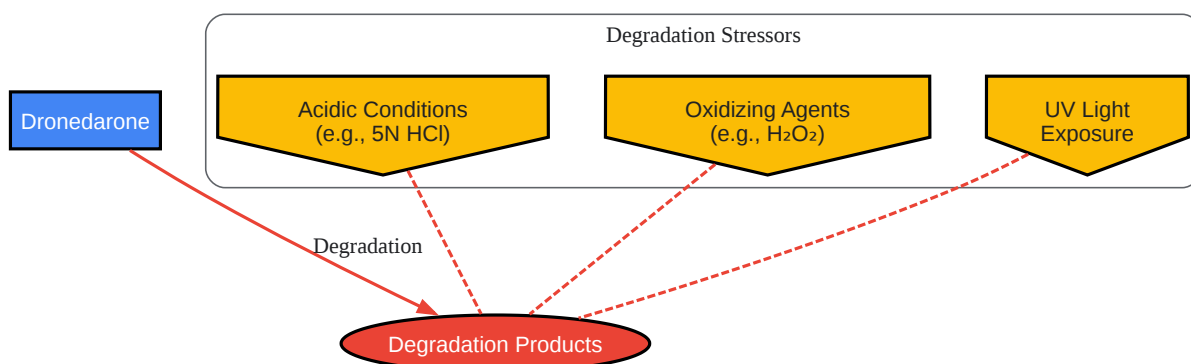 Degradation Stressors
Dronedarone
Acidic Conditions
(e.g., 5N HCl)
Oxidizing Agents
(e.g., H₂O₂)
UV Light
Exposure
Degradation
Degradation Products